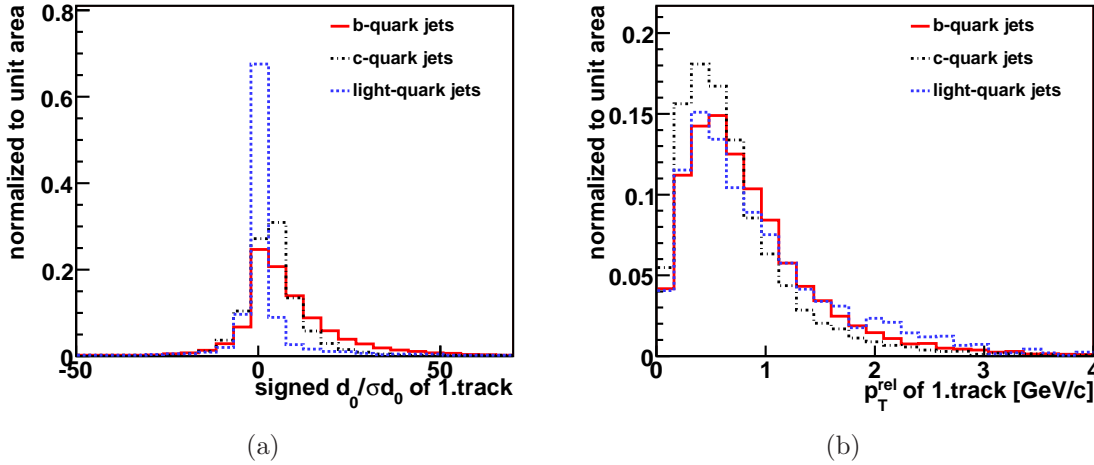 normalized to unit area
0.8
0.6
0.4
0.2
0
b-quark jets
c-quark jets
light-quark jets
-50
0
50
signed d0/σd0 of 1.track
(a)
normalized to unit area
0.2
0.15
0.1
0.05
0
b-quark jets
c-quark jets
light-quark jets
0
1
2
3
4
pTrel of 1.track [GeV/c]
(b)